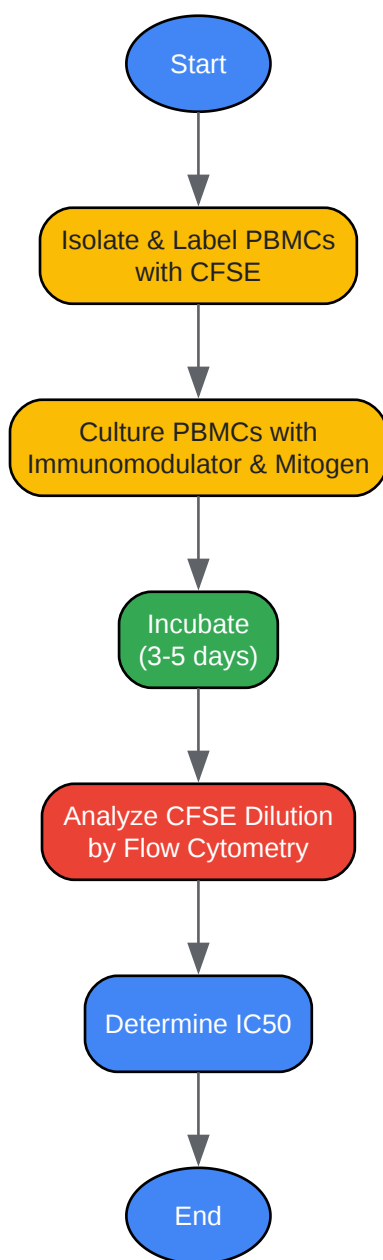 Start
Isolate & Label PBMCs
with CFSE
Culture PBMCs with
Immunomodulator & Mitogen
Incubate
(3-5 days)
Analyze CFSE Dilution
by Flow Cytometry
Determine IC50
End